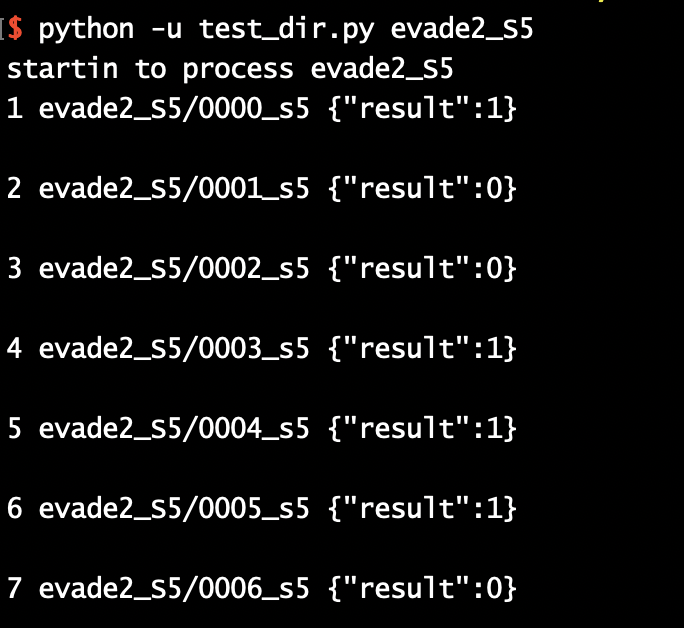 $ python -u test_dir.py evade2_S5
startin to process evade2_S5
1 evade2_S5/0000_s5 {"result":1}
2 evade2_S5/0001_s5 {"result":0}
3 evade2_S5/0002_s5 {"result":0}
4 evade2_S5/0003_s5 {"result":1}
5 evade2_S5/0004_s5 {"result":1}
6 evade2_S5/0005_s5 {"result":1}
7 evade2_S5/0006_s5 {"result":0}